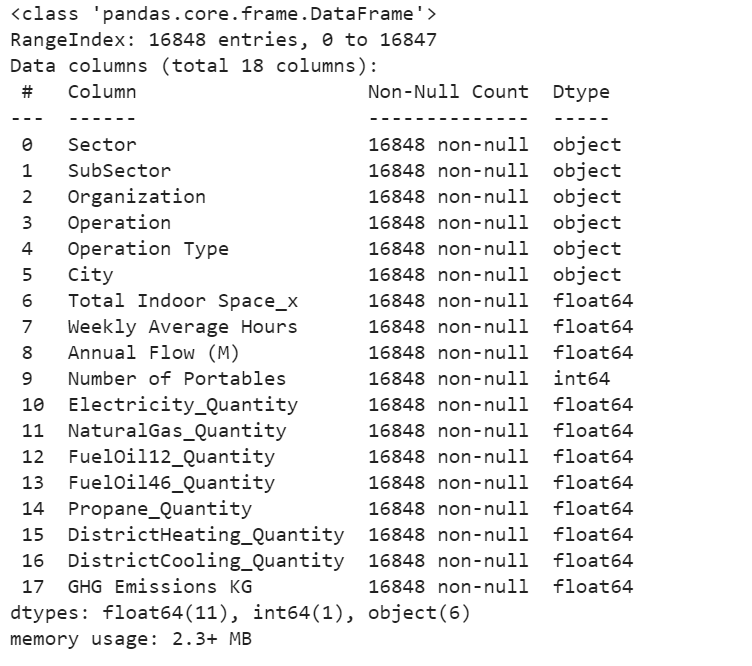 <class 'pandas.core.frame.DataFrame'>
RangeIndex: 16848 entries, 0 to 16847
Data columns (total 18 columns):
 #   Column                    Non-Null Count  Dtype
---  ------                    --------------  -----
 0   Sector                    16848 non-null  object
 1   SubSector                 16848 non-null  object
 2   Organization              16848 non-null  object
 3   Operation                 16848 non-null  object
 4   Operation Type            16848 non-null  object
 5   City                      16848 non-null  object
 6   Total Indoor Space_x      16848 non-null  float64
 7   Weekly Average Hours      16848 non-null  float64
 8   Annual Flow (M)           16848 non-null  float64
 9   Number of Portables       16848 non-null  int64
 10  Electricity_Quantity      16848 non-null  float64
 11  NaturalGas_Quantity       16848 non-null  float64
 12  FuelOil12_Quantity        16848 non-null  float64
 13  FuelOil46_Quantity        16848 non-null  float64
 14  Propane_Quantity          16848 non-null  float64
 15  DistrictHeating_Quantity  16848 non-null  float64
 16  DistrictCooling_Quantity  16848 non-null  float64
 17  GHG Emissions KG          16848 non-null  float64
dtypes: float64(11), int64(1), object(6)
memory usage: 2.3+ MB